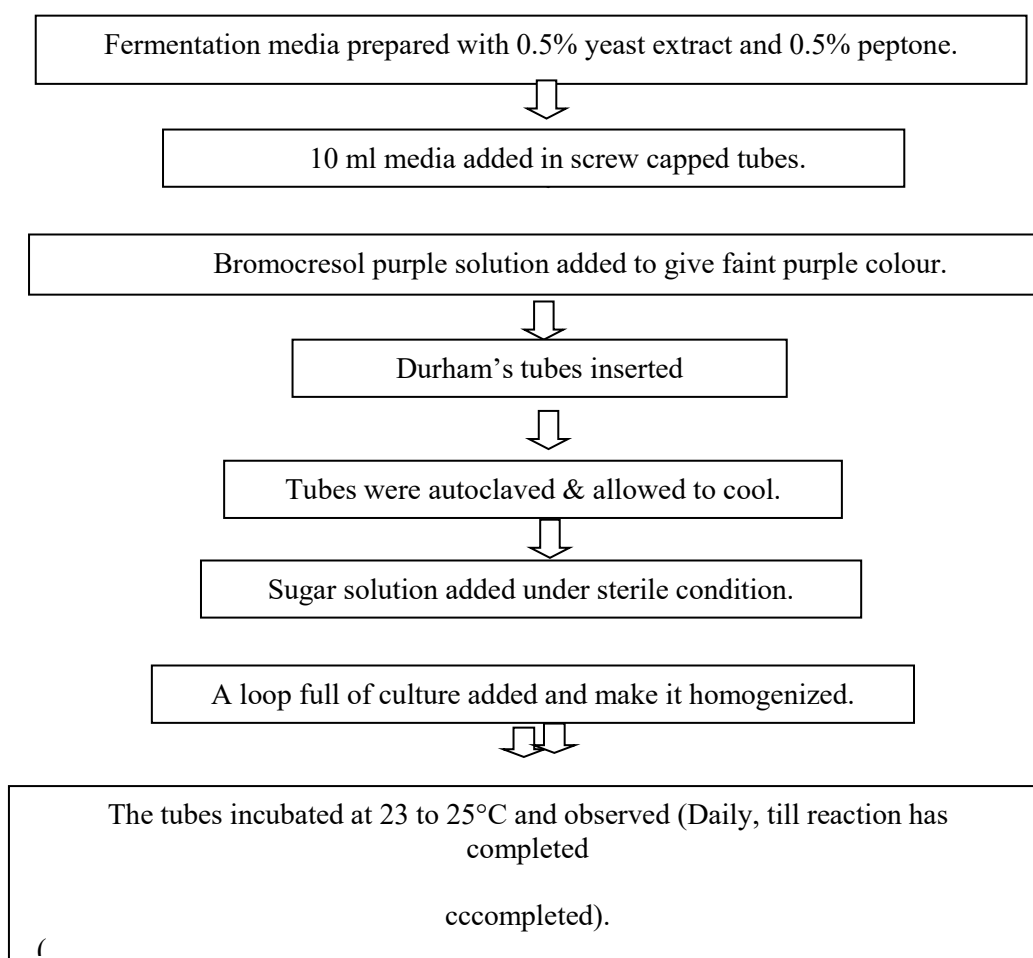 Fermentation media prepared with 0.5% yeast extract and 0.5% peptone.
10 ml media added in screw capped tubes.
Bromocresol purple solution added to give faint purple colour.
Durham’s tubes inserted
Tubes were autoclaved & allowed to cool.
Sugar solution added under sterile condition.
A loop full of culture added and make it homogenized.
The tubes incubated at 23 to 25°C and observed (Daily, till reaction has
completed
cccompleted).
(